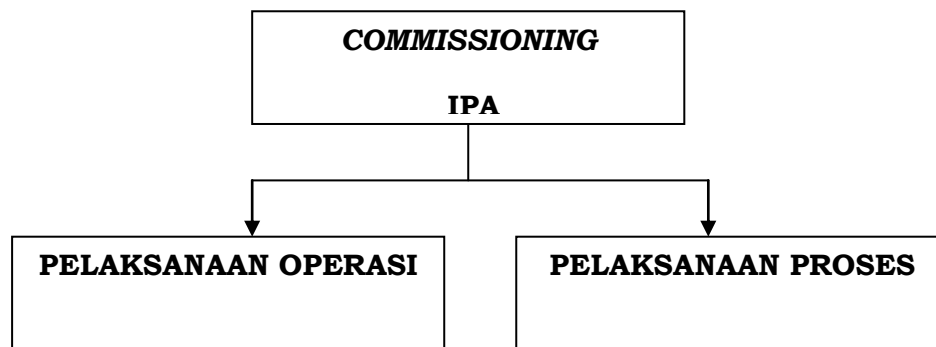 COMMISSIONING
IPA
PELAKSANAAN OPERASI
PELAKSANAAN PROSES